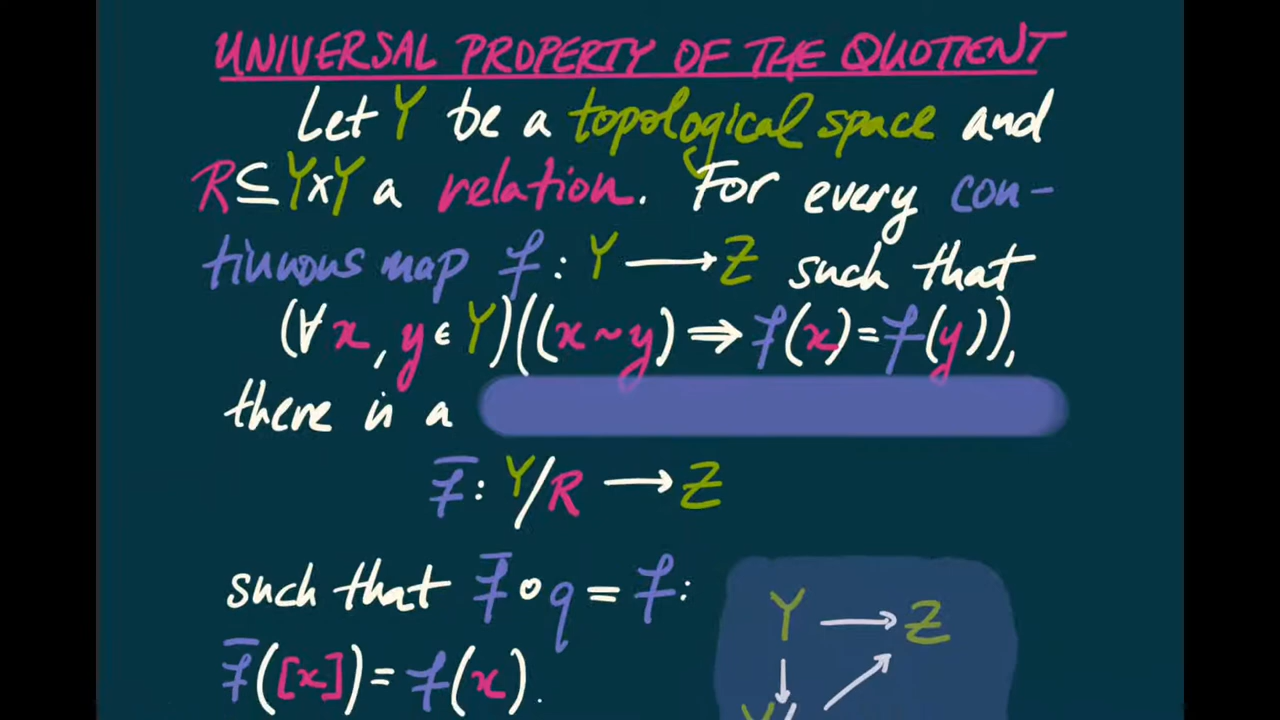 UNIVERSAL PROPERTY OF THE QUOTIENT
Let Y be a topological space and
R ⊆ Y×Y a relation. For every con-
tinuous map f : Y ⟶ Z such that
(∀ x, y ∈ Y)((x ~ y) ⇒ f(x) = f(y)),
there is a
f̅ : Y/R ⟶ Z
such that f̅ ∘ q = f :
f̅([x]) = f(x).
Y ⟶ Z
Y/